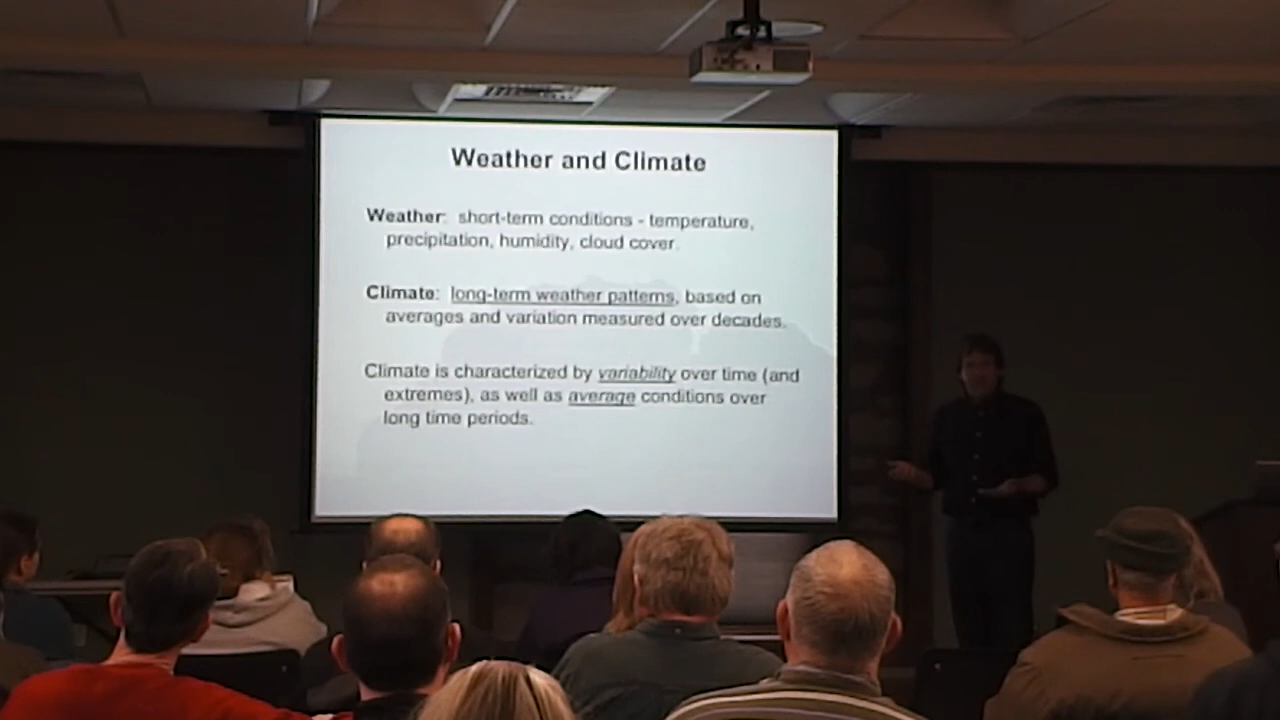 Weather and Climate
Weather: short-term conditions - temperature,
precipitation, humidity, cloud cover.
Climate: long-term weather patterns, based on
averages and variation measured over decades.
Climate is characterized by variability over time (and
extremes), as well as average conditions over
long time periods.